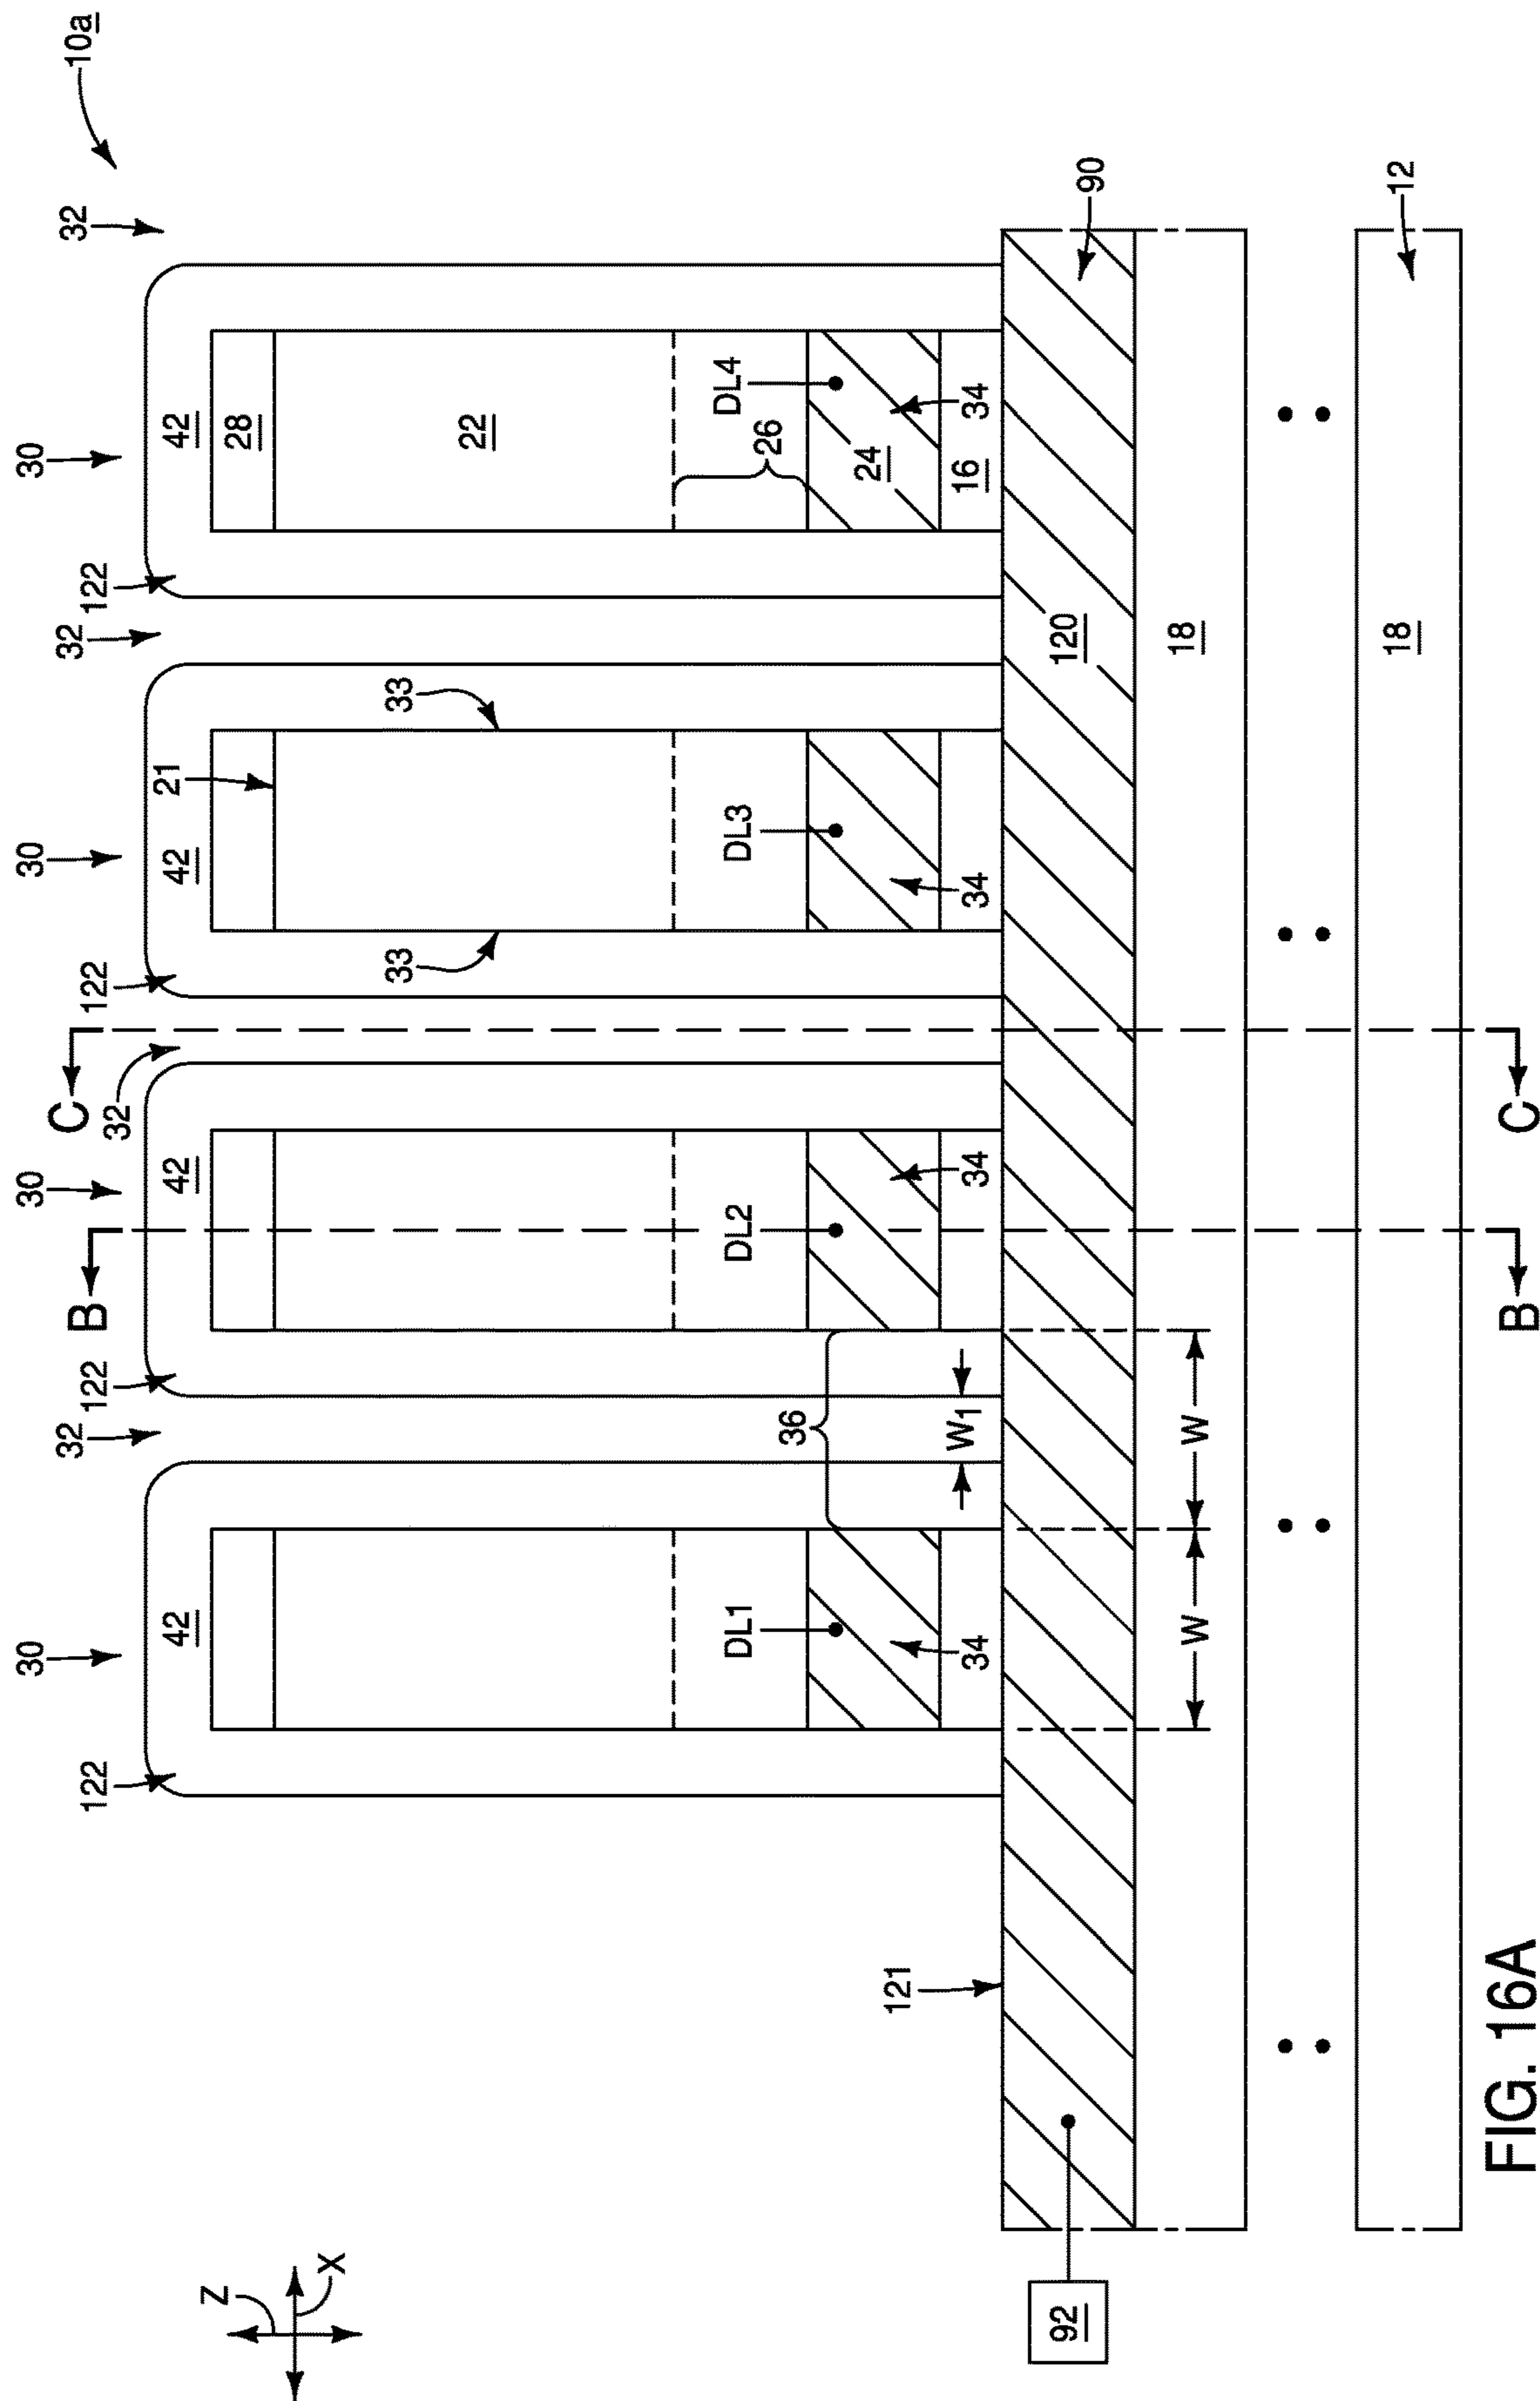 10a
30 30 30 30
32 32 32 32
C
B
122 122 122 122
42 42 42 42
28
21
22
33 33
26
DL1 DL2 DL3 DL4
36
24
34 34 34 34
16
W1
Z
X
121
90
92
120
W W
18
12
18
B C
FIG. 16A